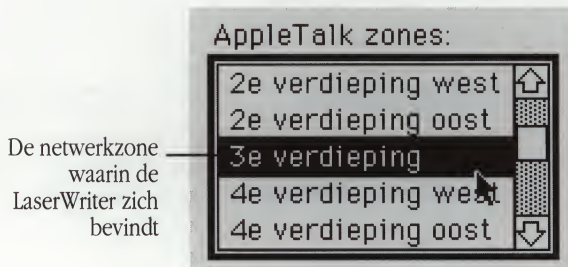 AppleTalk zones:
2e verdieping west
2e verdieping oost
3e verdieping
4e verdieping west
4e verdieping oost
De netwerkzone
waarin de
LaserWriter zich
bevindt